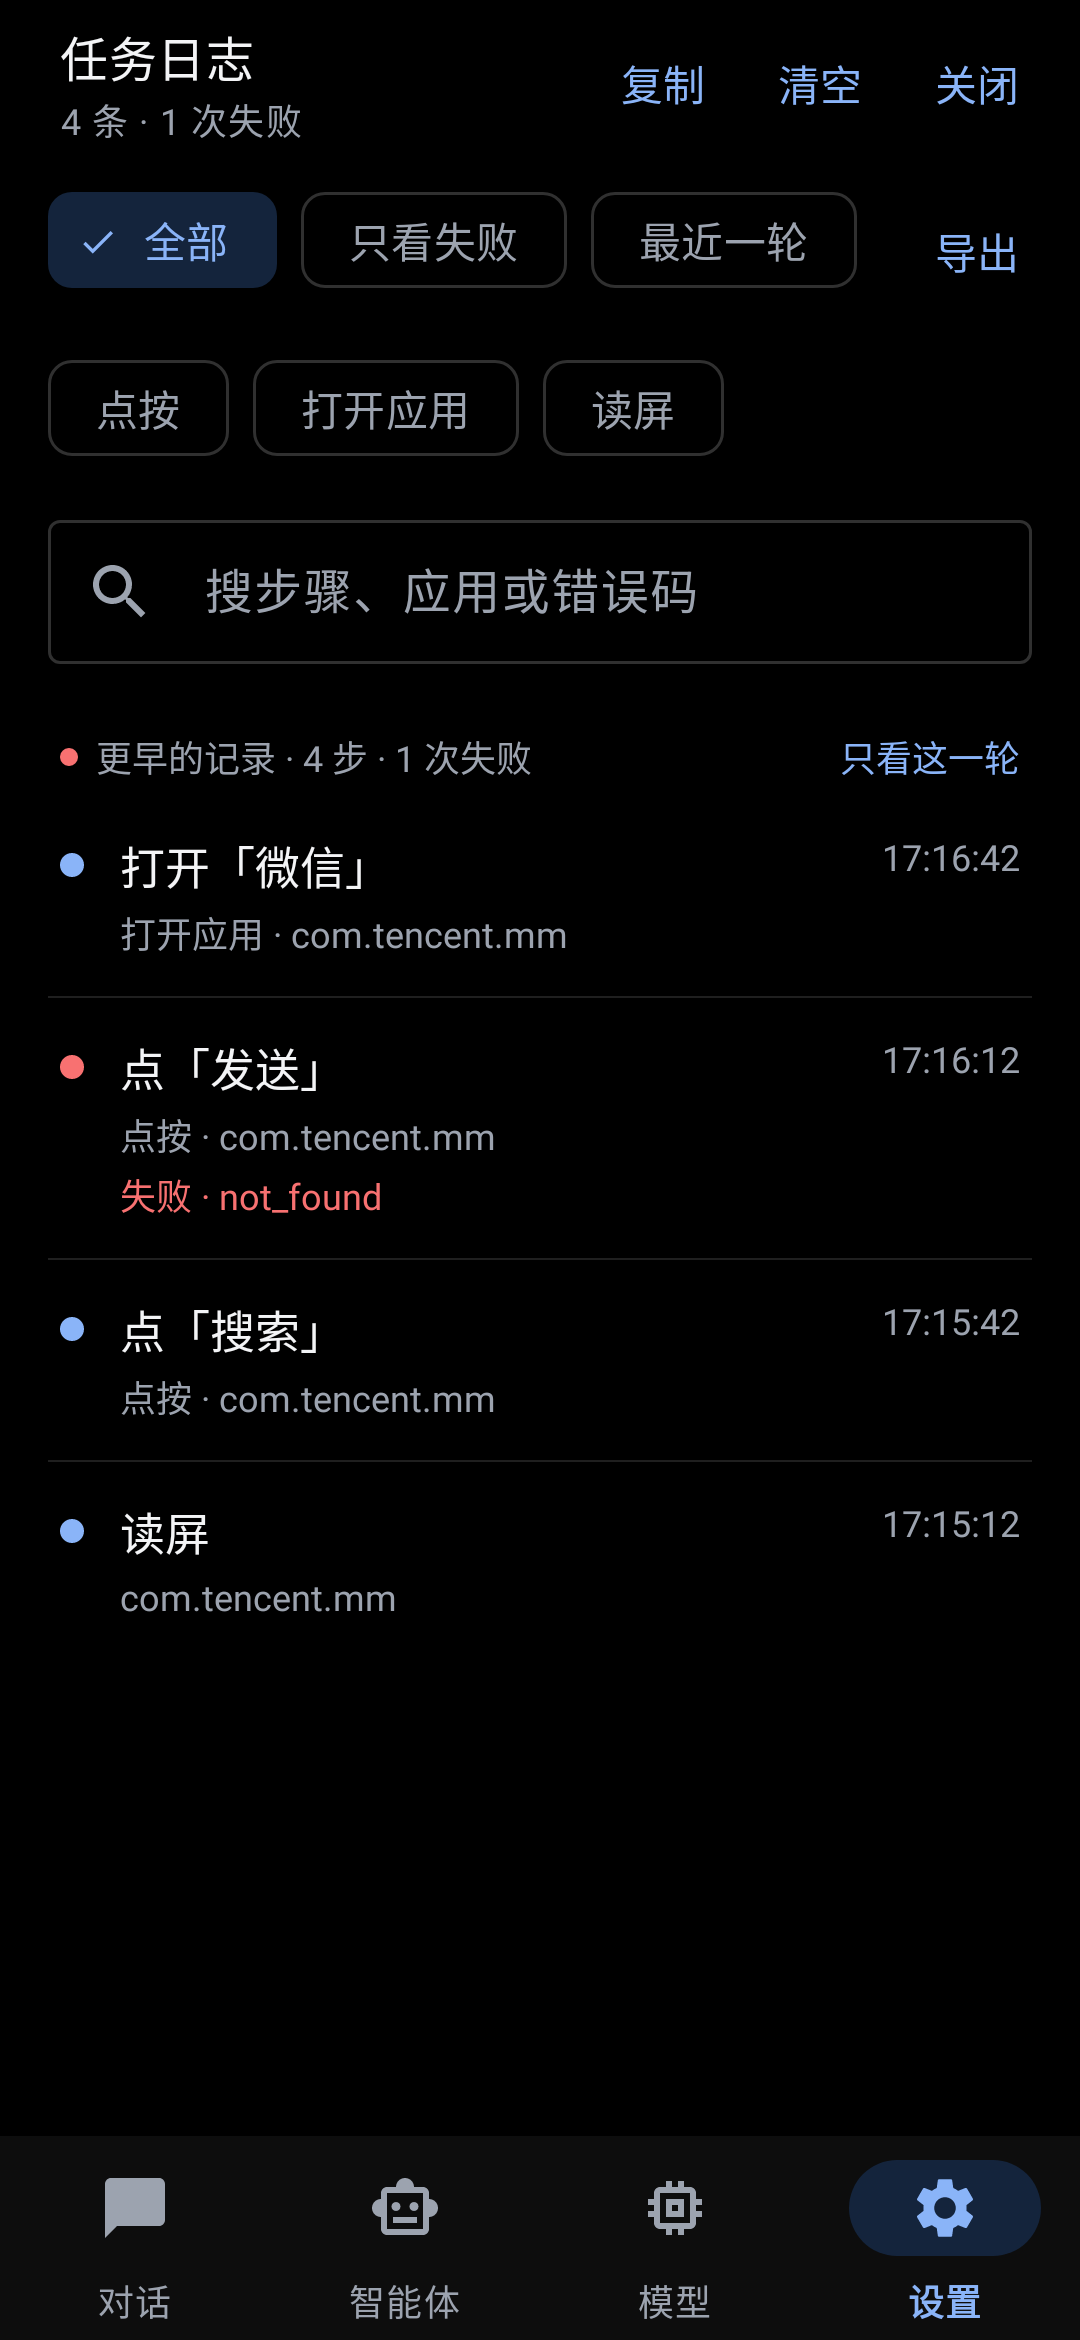 任务日志
4 条 · 1 次失败
复制
清空
关闭
全部
只看失败
最近一轮
导出
点按
打开应用
读屏
搜步骤、应用或错误码
更早的记录 · 4 步 · 1 次失败
只看这一轮
打开「微信」
17:16:42
打开应用 · com.tencent.mm
点「发送」
17:16:12
点按 · com.tencent.mm
失败 · not_found
点「搜索」
17:15:42
点按 · com.tencent.mm
读屏
17:15:12
com.tencent.mm
对话
智能体
模型
设置